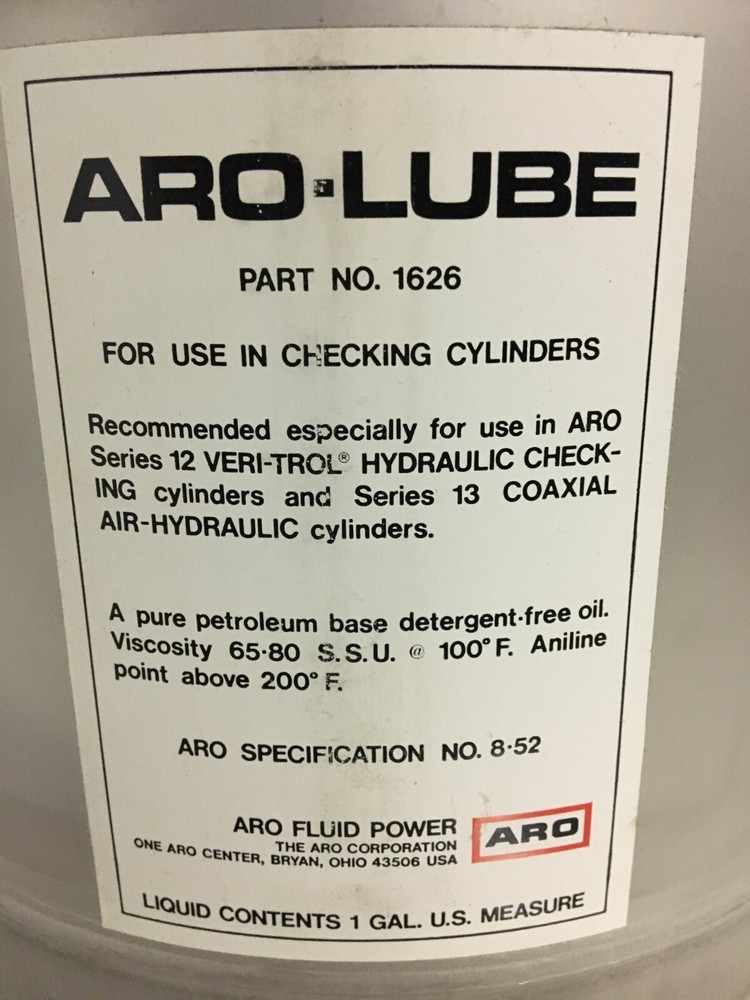 ARO-LUBE
PART NO. 1626
FOR USE IN CHECKING CYLINDERS
Recommended especially for use in ARO
Series 12 VERI-TROL® HYDRAULIC CHECK-
ING cylinders and Series 13 COAXIAL
AIR-HYDRAULIC cylinders.
A pure petroleum base detergent-free oil.
Viscosity 65-80 S.S.U. @ 100° F. Aniline
point above 200° F.
ARO SPECIFICATION NO. 8-52
ARO FLUID POWER
THE ARO CORPORATION
ONE ARO CENTER, BRYAN, OHIO 43506 USA
ARO
LIQUID CONTENTS 1 GAL. U.S. MEASURE